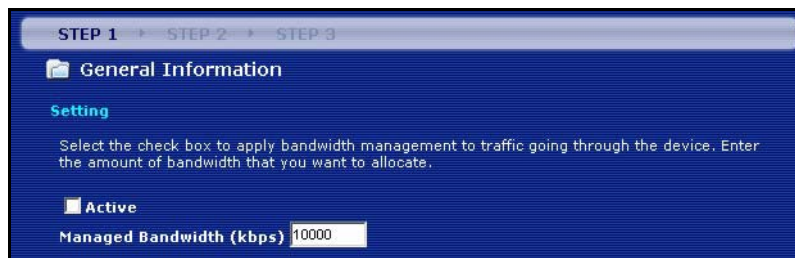 STEP 1 STEP 2 STEP 3
General Information
Setting
Select the check box to apply bandwidth management to traffic going through the device. Enter
the amount of bandwidth that you want to allocate.
Active
Managed Bandwidth (kbps) 10000